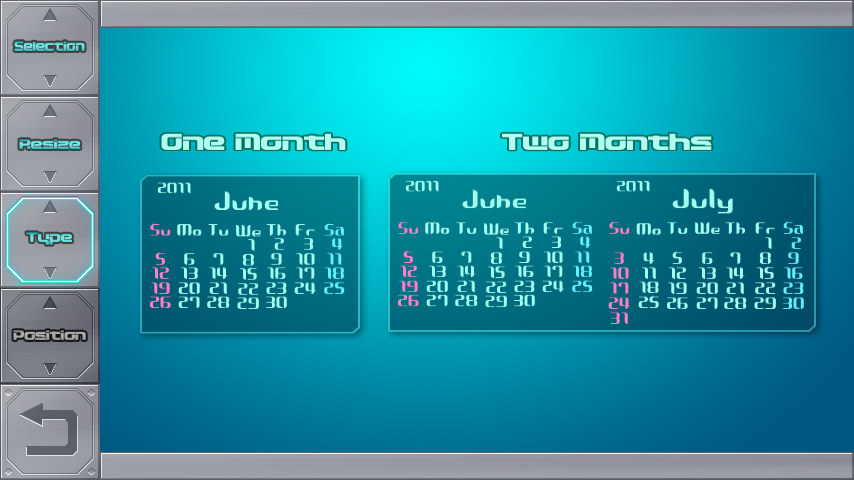 Selection
Resize
Type
Position
One Month
2011
June
Su Mo Tu We Th Fr Sa
1 2 3 4
5 6 7 8 9 10 11
12 13 14 15 16 17 18
19 20 21 22 23 24 25
26 27 28 29 30
Two Months
2011
June
Su Mo Tu We Th Fr Sa
1 2 3 4
5 6 7 8 9 10 11
12 13 14 15 16 17 18
19 20 21 22 23 24 25
26 27 28 29 30
2011
July
Su Mo Tu We Th Fr Sa
1 2
3 4 5 6 7 8 9
10 11 12 13 14 15 16
17 18 19 20 21 22 23
24 25 26 27 28 29 30
31